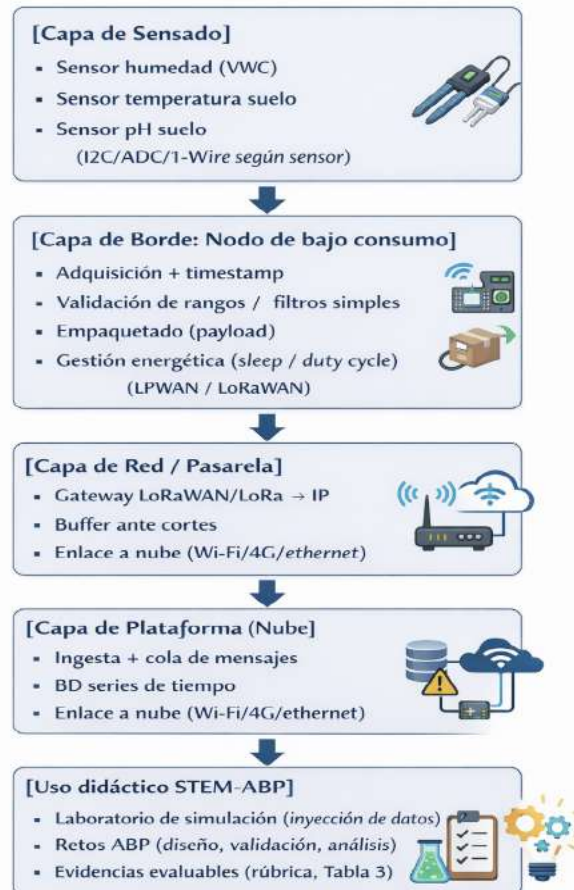 [Capa de Sensado]
▪ Sensor humedad (VWC)
▪ Sensor temperatura suelo
▪ Sensor pH suelo
(I2C/ADC/1-Wire según sensor)
[Capa de Borde: Nodo de bajo consumo]
▪ Adquisición + timestamp
▪ Validación de rangos / filtros simples
▪ Empaquetado (payload)
▪ Gestión energética (sleep / duty cycle)
(LPWAN / LoRaWAN)
[Capa de Red / Pasarela]
▪ Gateway LoRaWAN/LoRa → IP
▪ Buffer ante cortes
▪ Enlace a nube (Wi-Fi/4G/ethernet)
[Capa de Plataforma (Nube]
▪ Ingesta + cola de mensajes
▪ BD series de tiempo
▪ Enlace a nube (Wi-Fi/4G/ethernet)
[Uso didáctico STEM-ABP]
▪ Laboratorio de simulación (inyección de datos)
▪ Retos ABP (diseño, validación, análisis)
▪ Evidencias evaluables (rúbrica, Tabla 3)